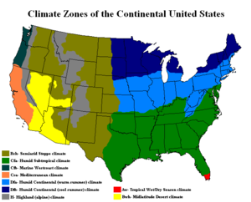 Climate Zones of the Continental United States
Bsk- Semiarid Steppe climate
Cfa- Humid Subtropical climate
Cfb- Marine Westcoast climate
Csa- Mediterranean climate
Dfa- Humid Continental (warm summer) climate
Dfb- Humid Continental (cool summer) climate
H- Highland (alpine) climate
Aw- Tropical Wet/Dry Season climate
Bwh- Midlatitude Desert climate